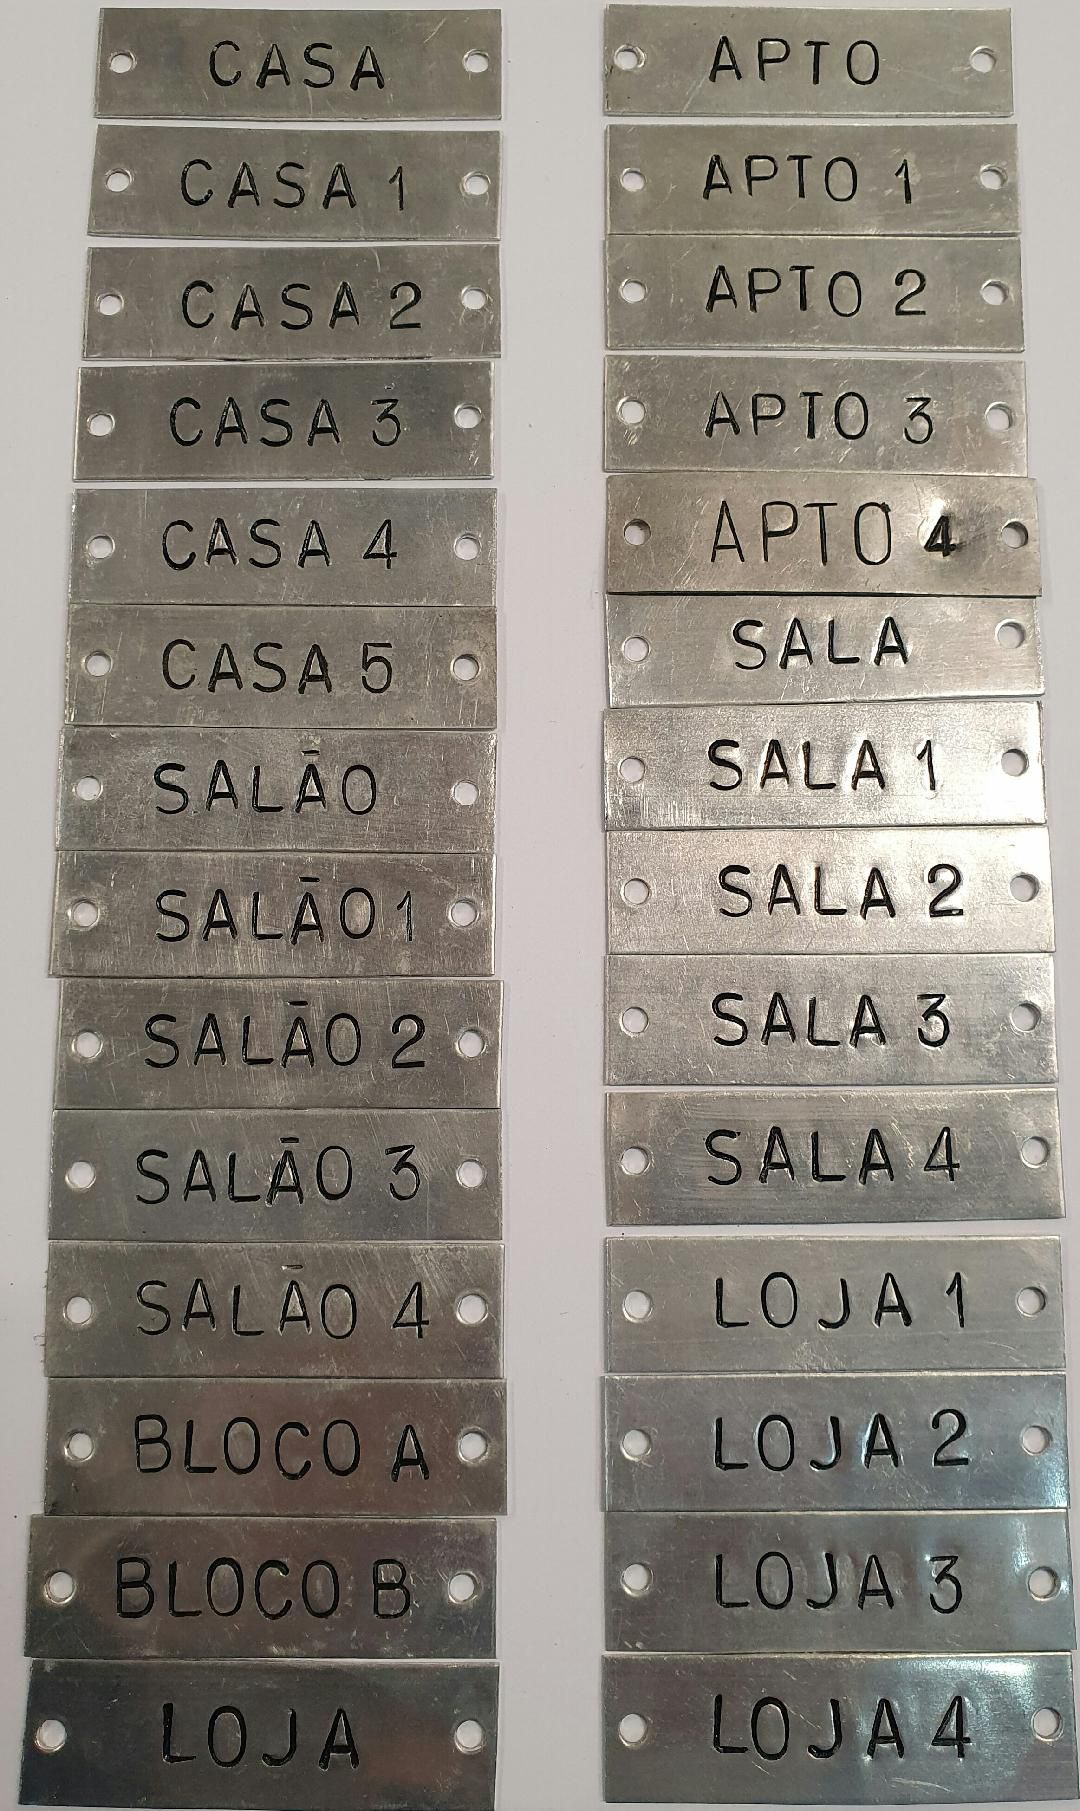 CASA
CASA 1
CASA 2
CASA 3
CASA 4
CASA 5
SALÃO
SALÃO 1
SALÃO 2
SALÃO 3
SALÃO 4
BLOCO A
BLOCO B
LOJA
APTO
APTO 1
APTO 2
APTO 3
APTO 4
SALA
SALA 1
SALA 2
SALA 3
SALA 4
LOJA 1
LOJA 2
LOJA 3
LOJA 4